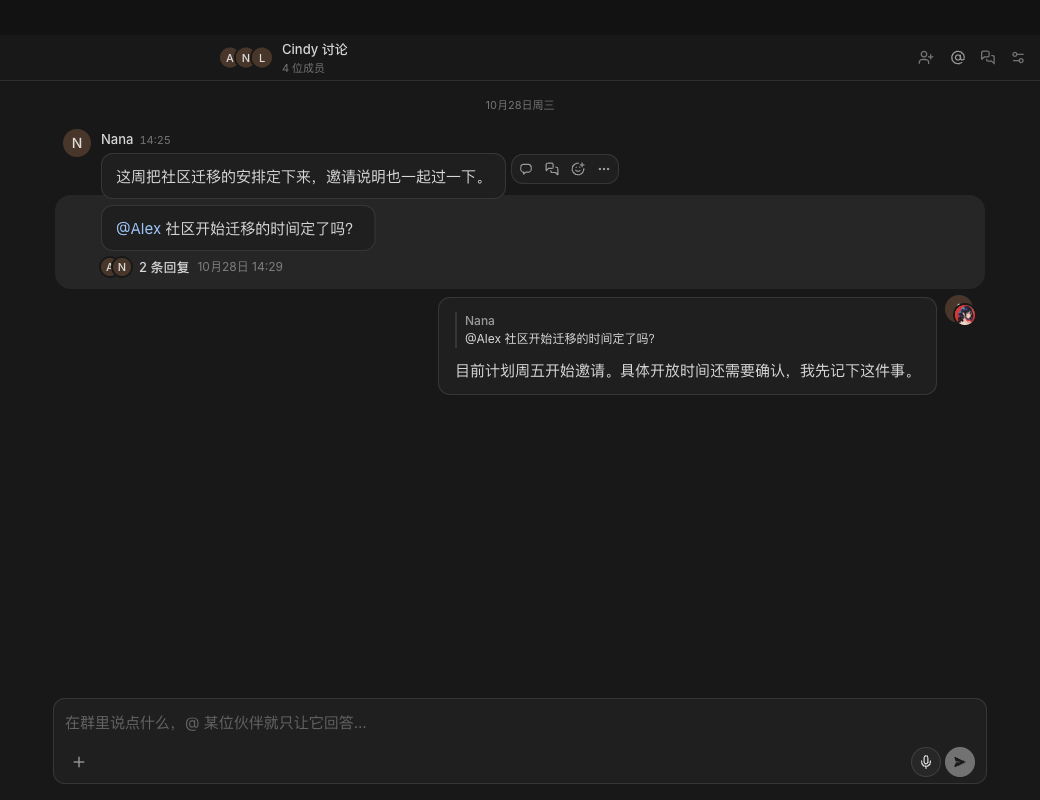 A N L
Cindy 讨论
4 位成员
10月28日周三
N
Nana 14:25
这周把社区迁移的安排定下来，邀请说明也一起过一下。
@Alex 社区开始迁移的时间定了吗?
A N 2 条回复 10月28日 14:29
Nana
@Alex 社区开始迁移的时间定了吗?
目前计划周五开始邀请。具体开放时间还需要确认，我先记下这件事。
在群里说点什么，@ 某位伙伴就只让它回答...